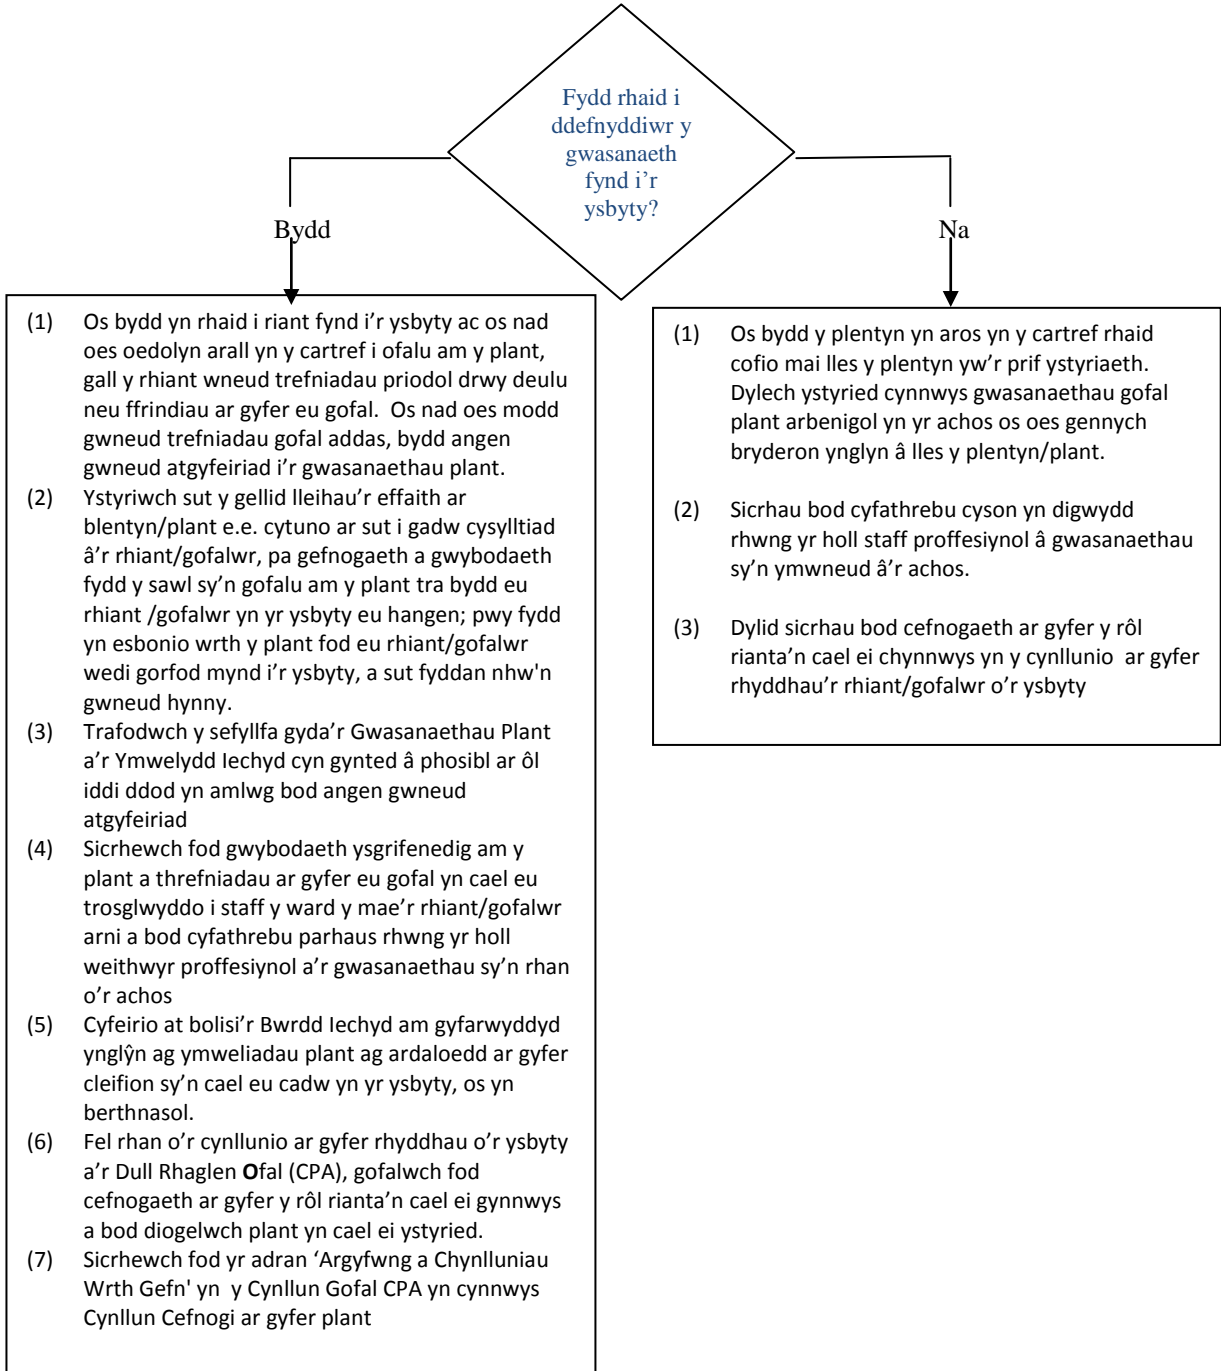 Fydd rhaid i
ddefnyddiwr y
gwasanaeth
fynd i’r
ysbyty?
Bydd
Na
(1) Os bydd yn rhaid i riant fynd i’r ysbyty ac os nad
oes oedolyn arall yn y cartref i ofalu am y plant,
gall y rhiant wneud trefniadau priodol drwy deulu
neu ffrindiau ar gyfer eu gofal. Os nad oes modd
gwneud trefniadau gofal addas, bydd angen
gwneud atgyfeiriad i’r gwasanaethau plant.
(2) Ystyriwch sut y gellid lleihau’r effaith ar
blentyn/plant e.e. cytuno ar sut i gadw cysylltiad
â’r rhiant/gofalwr, pa gefnogaeth a gwybodaeth
fydd y sawl sy’n gofalu am y plant tra bydd eu
rhiant /gofalwr yn yr ysbyty eu hangen; pwy fydd
yn esbonio wrth y plant fod eu rhiant/gofalwr
wedi gorfod mynd i’r ysbyty, a sut fyddan nhw'n
gwneud hynny.
(3) Trafodwch y sefyllfa gyda’r Gwasanaethau Plant
a’r Ymwelydd Iechyd cyn gynted â phosibl ar ôl
iddi ddod yn amlwg bod angen gwneud
atgyfeiriad
(4) Sicrhewch fod gwybodaeth ysgrifenedig am y
plant a threfniadau ar gyfer eu gofal yn cael eu
trosglwyddo i staff y ward y mae’r rhiant/gofalwr
arni a bod cyfathrebu parhaus rhwng yr holl
weithwyr proffesiynol a’r gwasanaethau sy’n rhan
o’r achos
(5) Cyfeirio at bolisi’r Bwrdd Iechyd am gyfarwyddyd
ynglŷn ag ymweliadau plant ag ardaloedd ar gyfer
cleifion sy’n cael eu cadw yn yr ysbyty, os yn
berthnasol.
(6) Fel rhan o’r cynllunio ar gyfer rhyddhau o’r ysbyty
a’r Dull Rhaglen Ofal (CPA), gofalwch fod
cefnogaeth ar gyfer y rôl rianta’n cael ei gynnwys
a bod diogelwch plant yn cael ei ystyried.
(7) Sicrhewch fod yr adran ‘Argyfwng a Chynlluniau
Wrth Gefn' yn y Cynllun Gofal CPA yn cynnwys
Cynllun Cefnogi ar gyfer plant
(1) Os bydd y plentyn yn aros yn y cartref rhaid
cofio mai lles y plentyn yw’r prif ystyriaeth.
Dylech ystyried cynnwys gwasanaethau gofal
plant arbenigol yn yr achos os oes gennych
bryderon ynglyn â lles y plentyn/plant.
(2) Sicrhau bod cyfathrebu cyson yn digwydd
rhwng yr holl staff proffesiynol â gwasanaethau
sy’n ymwneud â’r achos.
(3) Dylid sicrhau bod cefnogaeth ar gyfer y rôl
rianta’n cael ei chynnwys yn y cynllunio ar gyfer
rhyddhau’r rhiant/gofalwr o’r ysbyty